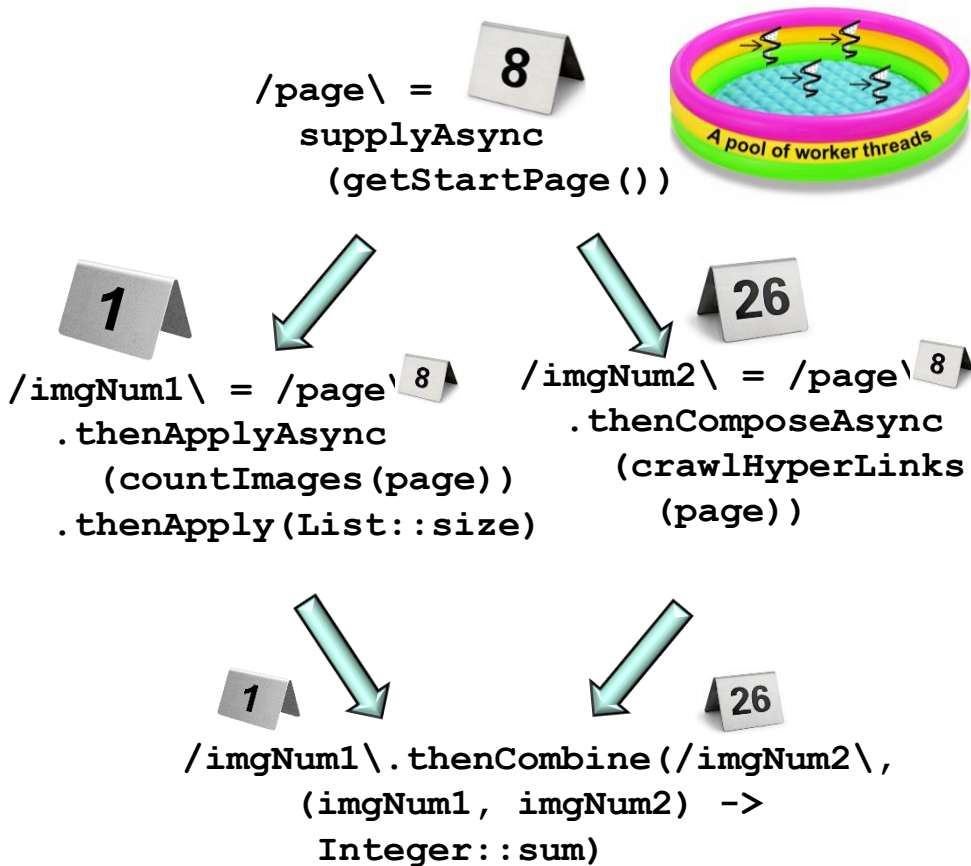 8
/page\ =
supplyAsync
(getStartPage())
A pool of worker threads
1
/imgNum1\ = /page\ 8
.thenApplyAsync
(countImages(page))
.thenApply(List::size)
26
/imgNum2\ = /page\ 8
.thenComposeAsync
(crawlHyperLinks
(page))
1
26
/imgNum1\.thenCombine(/imgNum2\,
(imgNum1, imgNum2) ->
Integer::sum)